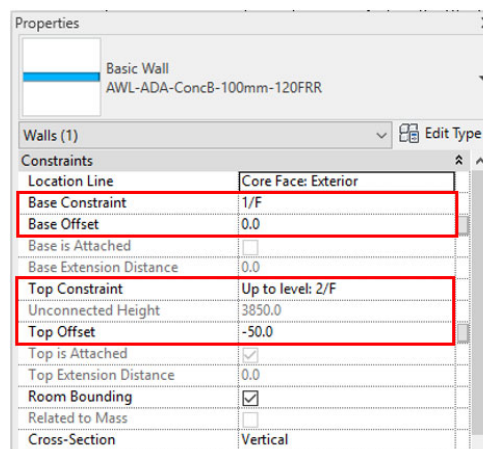 Properties
Basic Wall
AWL-ADA-ConcB-100mm-120FRR
Walls (1) Edit Type
Constraints
Location Line Core Face: Exterior
Base Constraint 1/F
Base Offset 0.0
Base is Attached
Base Extension Distance 0.0
Top Constraint Up to level: 2/F
Unconnected Height 3850.0
Top Offset -50.0
Top is Attached
Top Extension Distance 0.0
Room Bounding
Related to Mass
Cross-Section Vertical